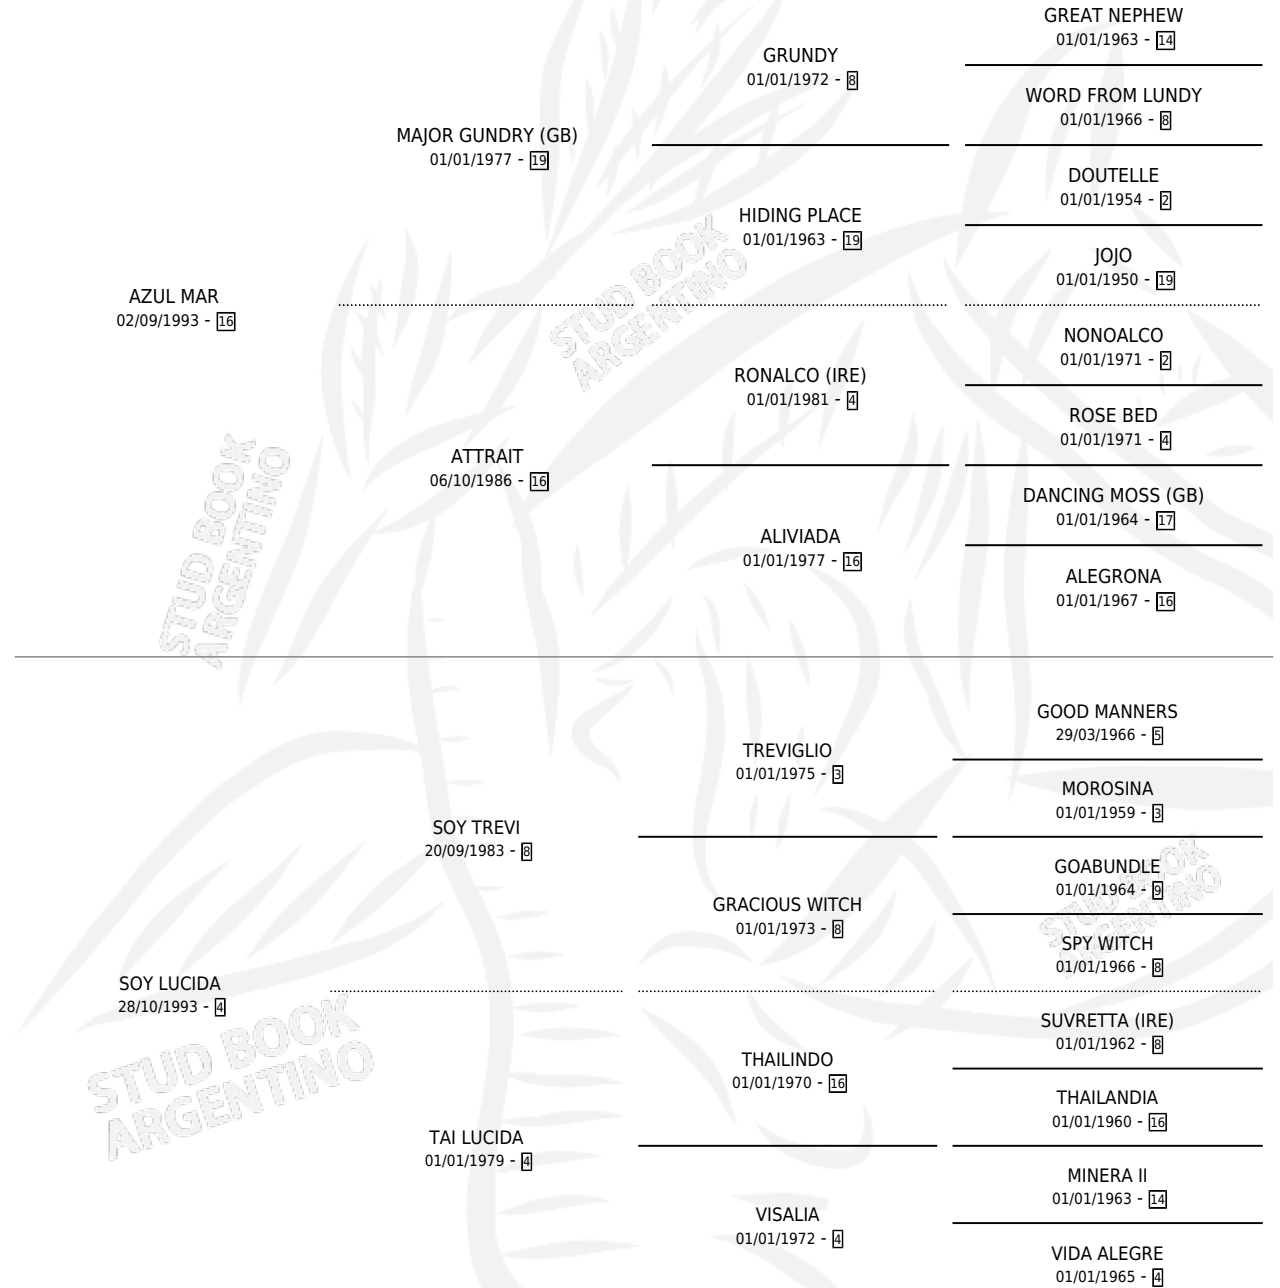 GREAT NEPHEW
01/01/1963 - 14
GRUNDY
01/01/1972 - 8
WORD FROM LUNDY
01/01/1966 - 8
MAJOR GUNDRY (GB)
01/01/1977 - 19
DOUTELLE
01/01/1954 - 2
HIDING PLACE
01/01/1963 - 19
JOJO
01/01/1950 - 19
AZUL MAR
02/09/1993 - 16
STUD BOOK
ARGENTINO
NONOALCO
01/01/1971 - 2
RONALCO (IRE)
01/01/1981 - 4
ROSE BED
01/01/1971 - 4
ATTRAIT
06/10/1986 - 16
STUD BOOK
ARGENTINO
DANCING MOSS (GB)
01/01/1964 - 17
ALIVIADA
01/01/1977 - 16
ALEGRONA
01/01/1967 - 16
GOOD MANNERS
29/03/1966 - 5
TREVIGLIO
01/01/1975 - 3
MOROSINA
01/01/1959 - 3
SOY TREVI
20/09/1983 - 8
GOABUNDLE
01/01/1964 - 9
STUD BOOK
ARGENTINO
GRACIOUS WITCH
01/01/1973 - 8
SPY WITCH
01/01/1966 - 8
SOY LUCIDA
28/10/1993 - 4
STUD BOOK
ARGENTINO
SUVRETTA (IRE)
01/01/1962 - 8
THAILINDO
01/01/1970 - 16
THAILANDIA
01/01/1960 - 16
TAI LUCIDA
01/01/1979 - 4
MINERA II
01/01/1963 - 14
VISALIA
01/01/1972 - 4
VIDA ALEGRE
01/01/1965 - 4